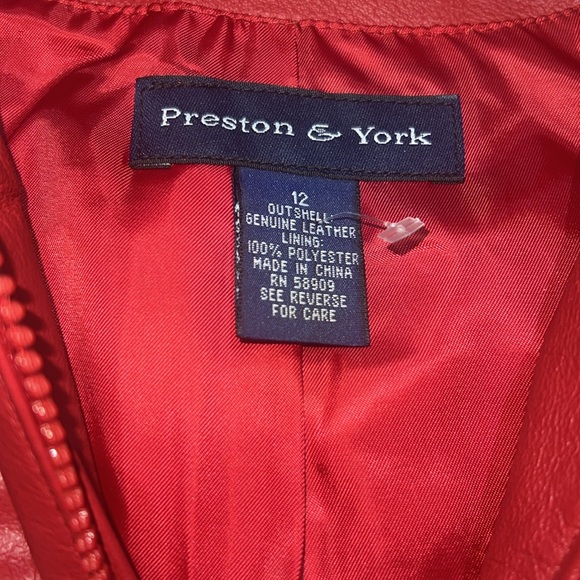 Preston & York
12
OUTSHELL:
GENUINE LEATHER
LINING:
100% POLYESTER
MADE IN CHINA
RN 58909
SEE REVERSE
FOR CARE